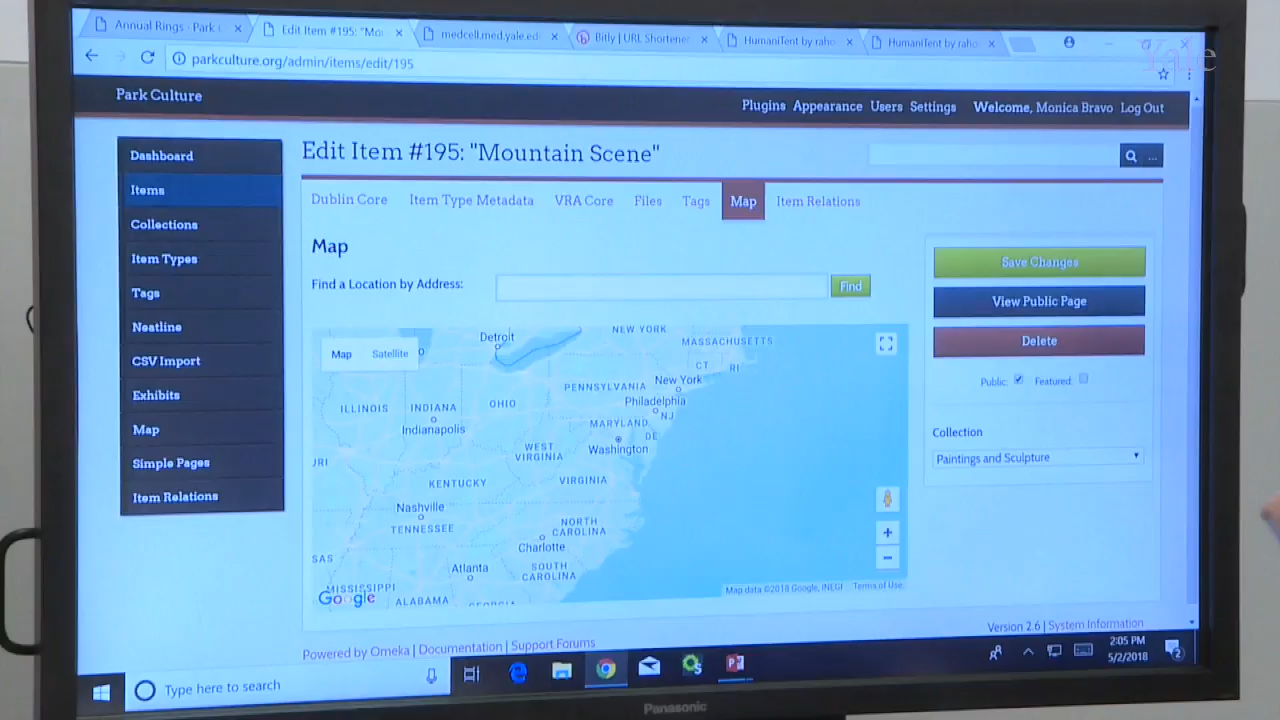 Annual Rings · Park C
Edit Item #195: "Mou
medcell.med.yale.ed
Bitly | URL Shortener
HumaniTent by raho
HumaniTent by raho
Yale
parkculture.org/admin/items/edit/195
Park Culture
Plugins Appearance Users Settings Welcome, Monica Bravo Log Out
Dashboard
Items
Collections
Item Types
Tags
Neatline
CSV Import
Exhibits
Map
Simple Pages
Item Relations
Edit Item #195: "Mountain Scene"
...
Dublin Core Item Type Metadata VRA Core Files Tags Map Item Relations
Map
Find a Location by Address:
Find
Map Satellite
Detroit
NEW YORK
MASSACHUSETTS
CT RI
PENNSYLVANIA
New York
ILLINOIS
INDIANA
OHIO
Philadelphia
NJ
Indianapolis
MARYLAND
DE
Washington
WEST
VIRGINIA
URI
KENTUCKY
VIRGINIA
Nashville
TENNESSEE
NORTH
CAROLINA
Charlotte
SAS
Atlanta
SOUTH
CAROLINA
MISSISSIPPI
ALABAMA
GEORGIA
Google
Map data ©2018 Google, INEGI Terms of Use
Save Changes
View Public Page
Delete
Public: Featured:
Collection
Paintings and Sculpture
Powered by Omeka | Documentation | Support Forums
Version 2.6 | System Information
Type here to search
2:05 PM
5/2/2018
2
Panasonic